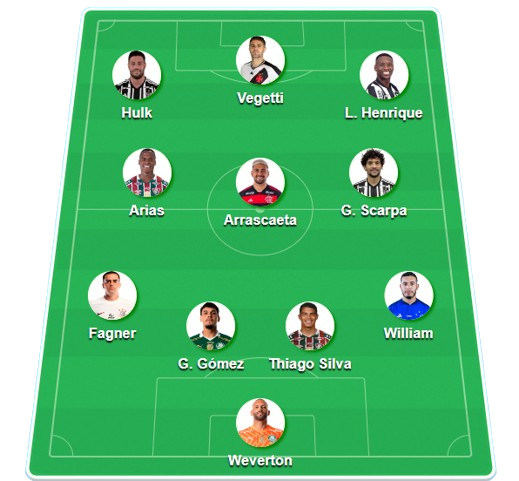 Hulk
Vegetti
L. Henrique
Arias
Arrascaeta
G. Scarpa
Fagner
G. Gómez
Thiago Silva
William
Weverton